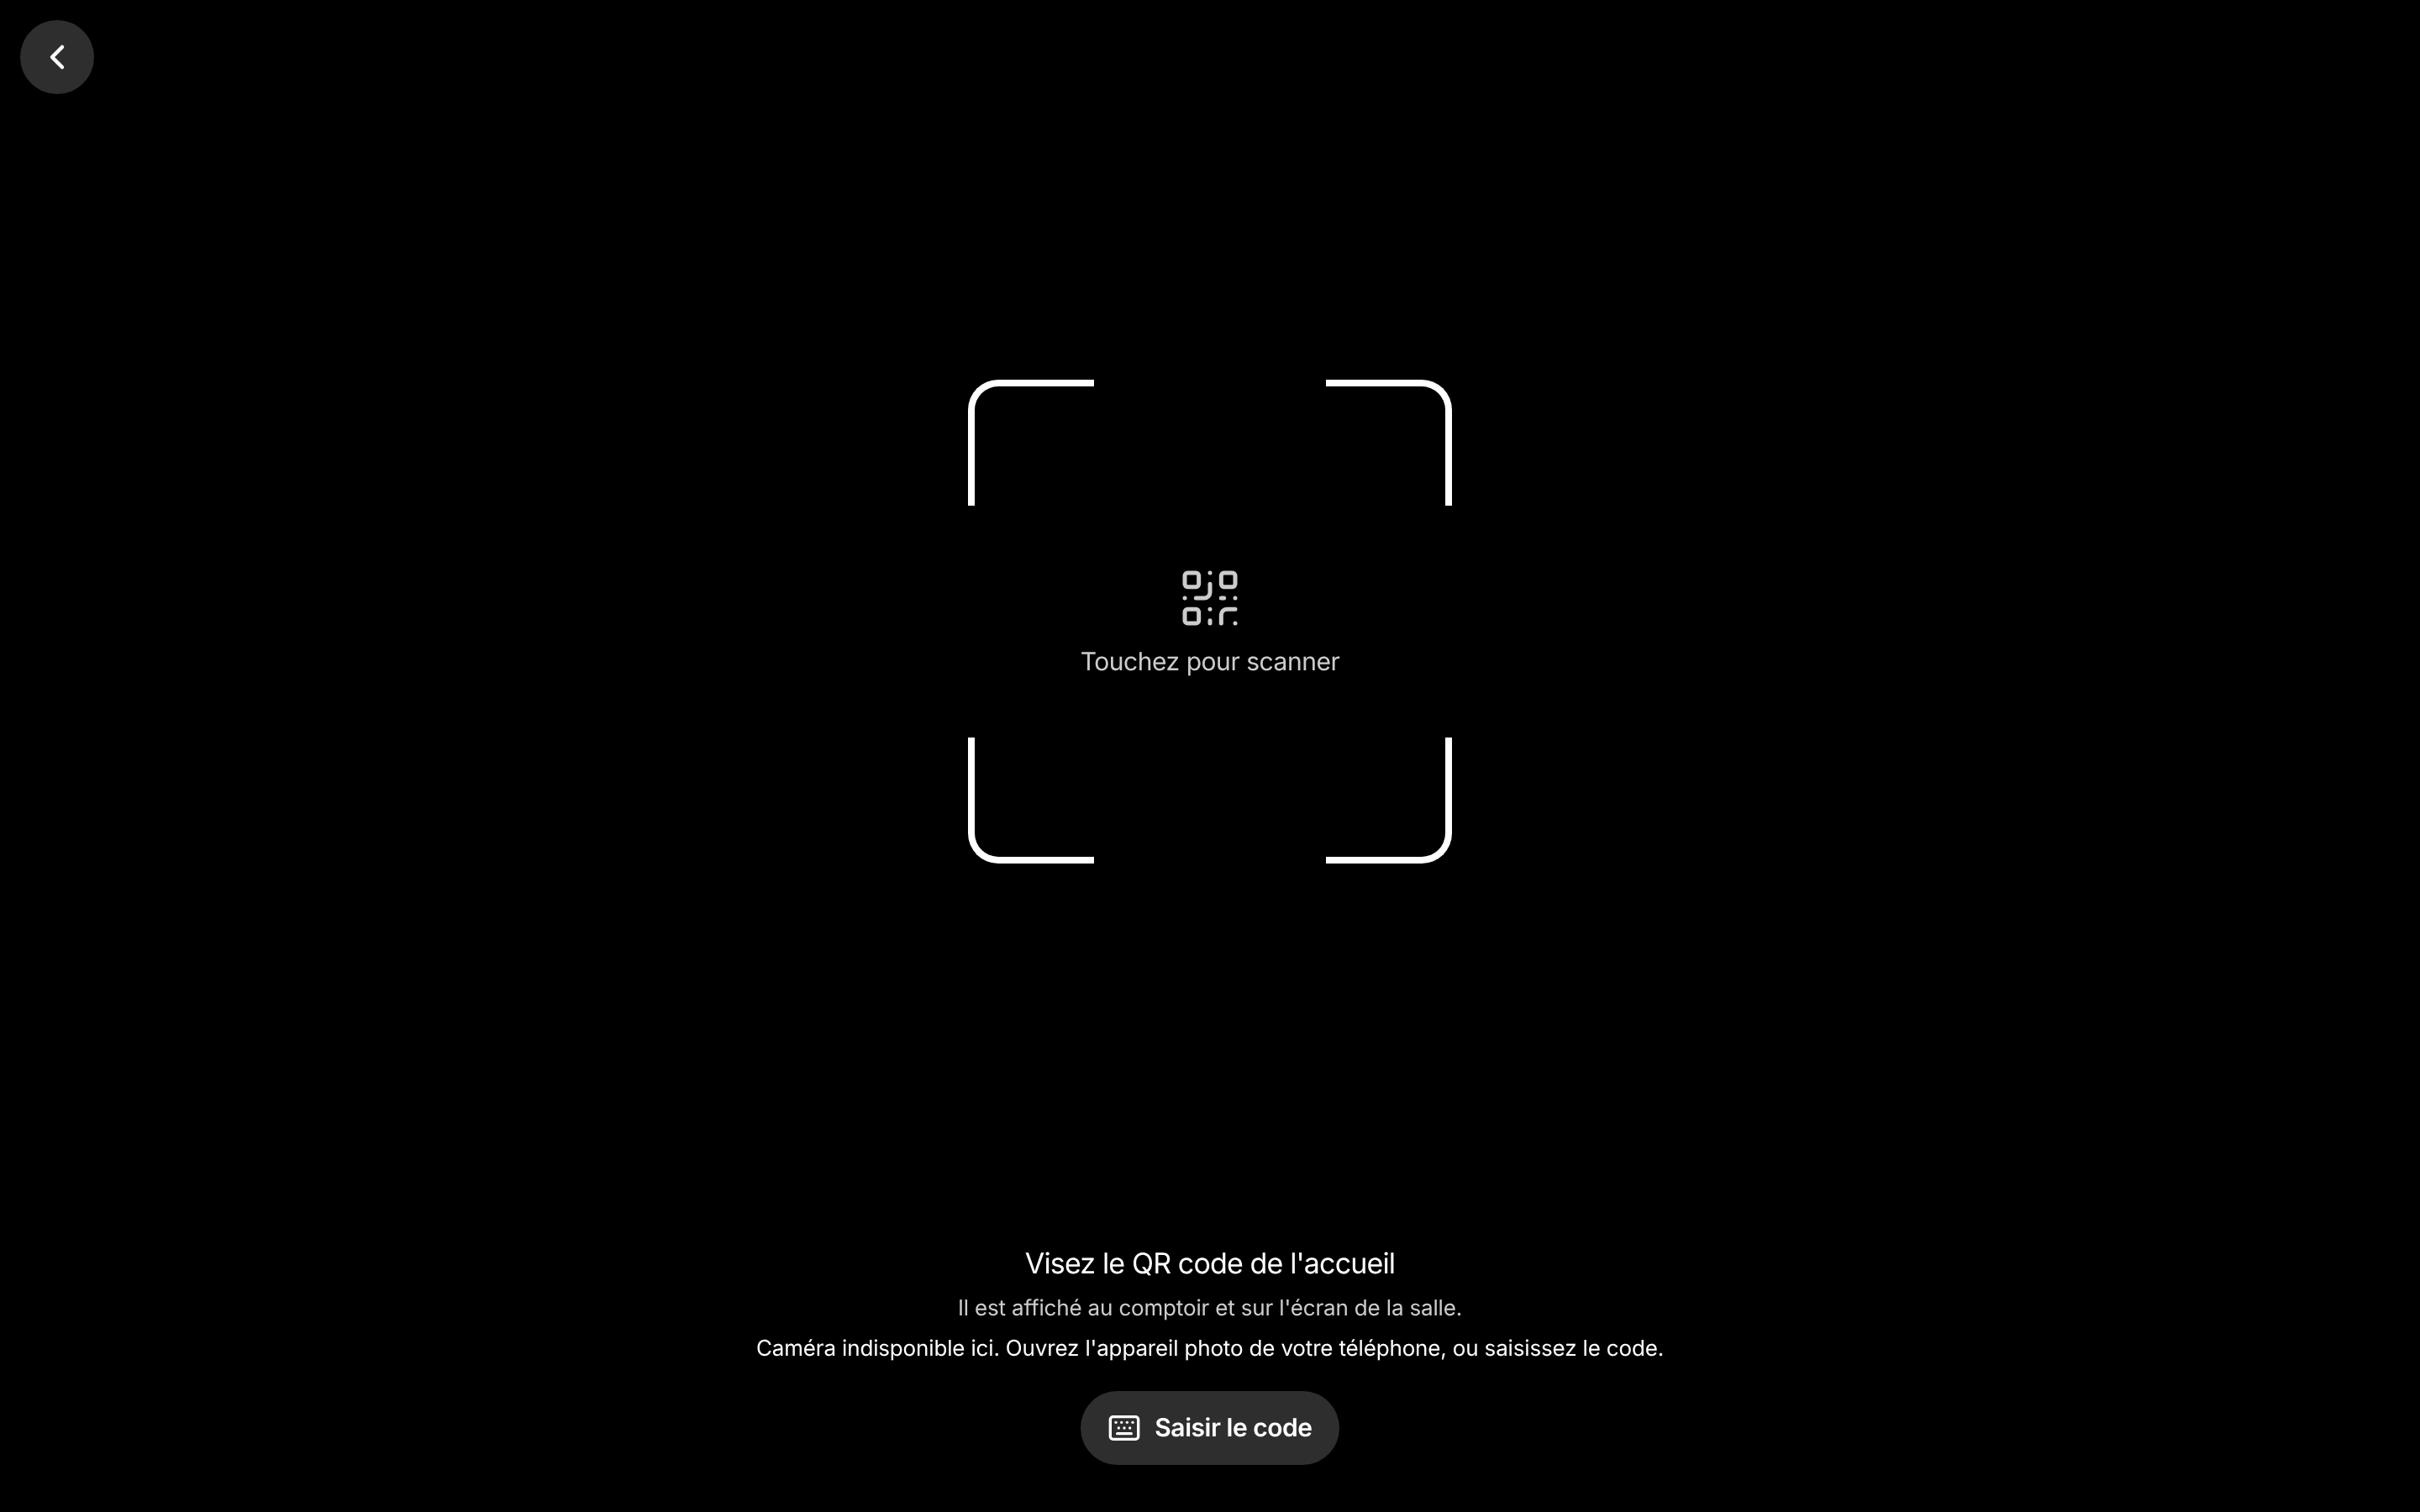 Touchez pour scanner
Visez le QR code de l'accueil
Il est affiché au comptoir et sur l'écran de la salle.
Caméra indisponible ici. Ouvrez l'appareil photo de votre téléphone, ou saisissez le code.
Saisir le code